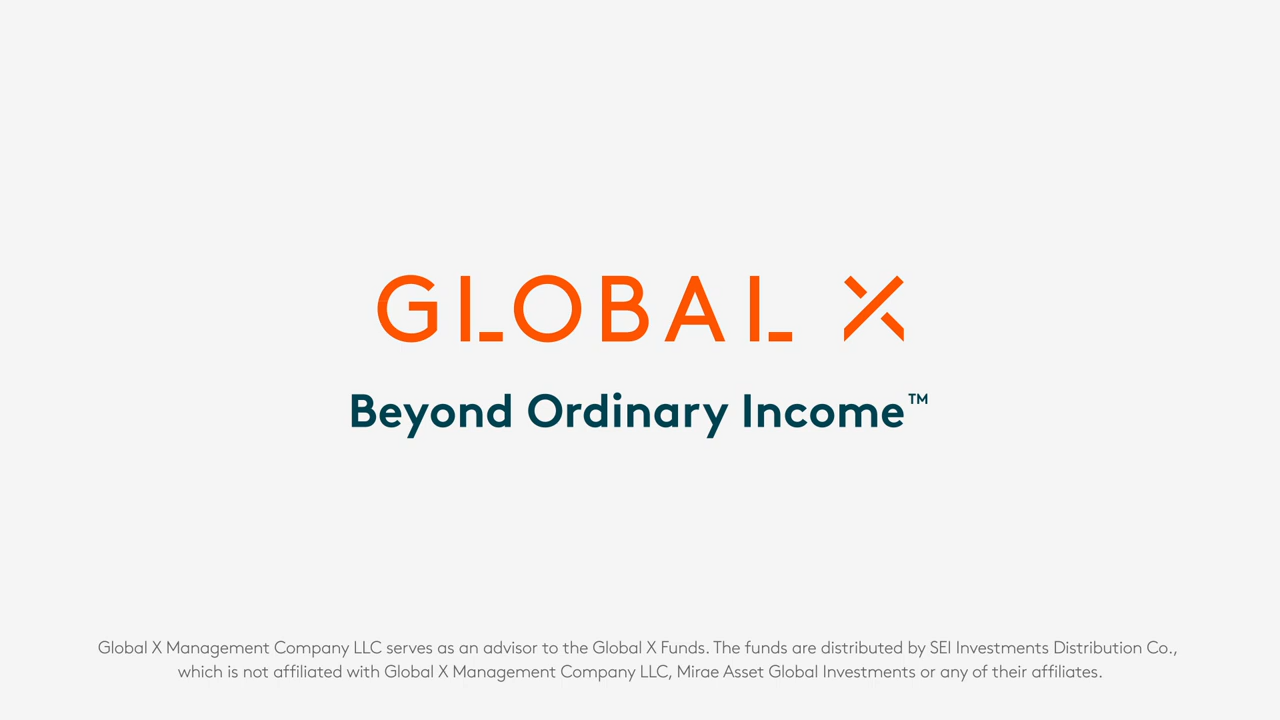 GLOBAL X
Beyond Ordinary Income™
Global X Management Company LLC serves as an advisor to the Global X Funds. The funds are distributed by SEI Investments Distribution Co.,
which is not affiliated with Global X Management Company LLC, Mirae Asset Global Investments or any of their affiliates.